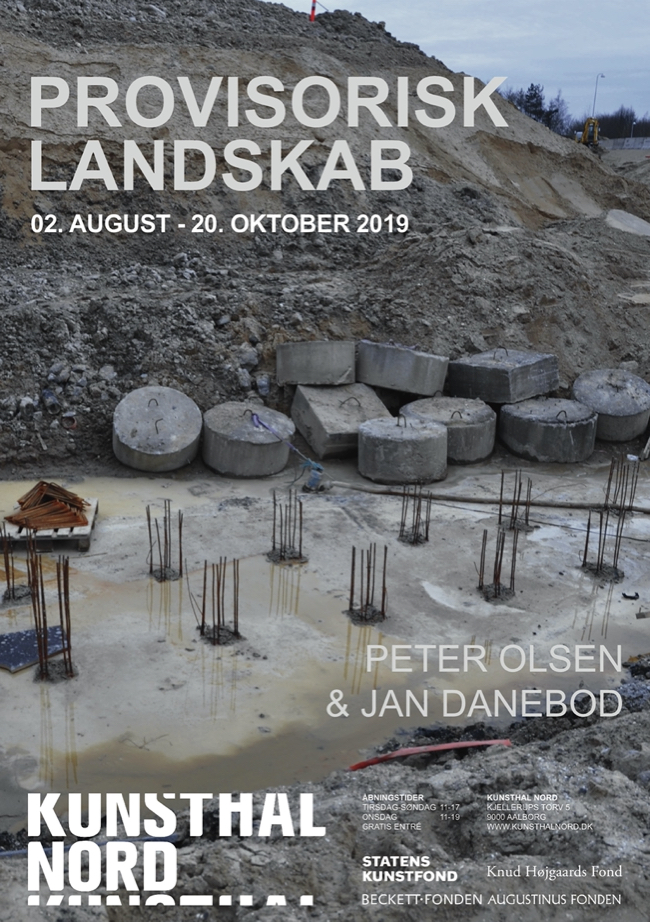 PROVISORISK
LANDSKAB
02. AUGUST - 20. OKTOBER 2019
PETER OLSEN
& JAN DANEBOD
KUNSTHAL
NORD
KUNSTHAL
ÅBNINGSTIDER
TIRSDAG-SØNDAG 11-17
ONSDAG 11-19
GRATIS ENTRÉ
KUNSTHAL NORD
KJELLERUPS TORV 5
9000 AALBORG
WWW.KUNSTHALNORD.DK
STATENS
KUNSTFOND
Knud Højgaards Fond
BECKETT-FONDEN AUGUSTINUS FONDEN